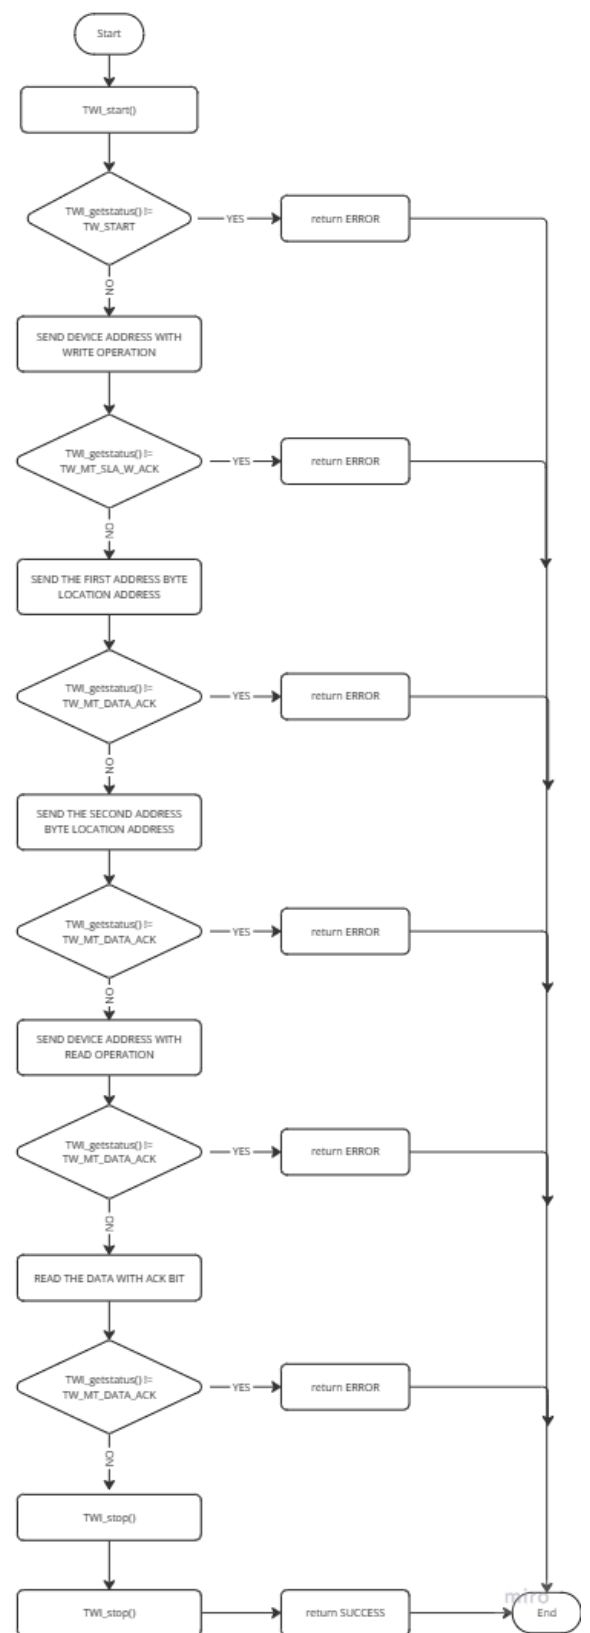 Start
TWI_start()
TWI_getstatus() !=
TW_START
YES
return ERROR
NO
SEND DEVICE ADDRESS WITH
WRITE OPERATION
TWI_getstatus() !=
TW_MT_SLA_W_ACK
YES
return ERROR
NO
SEND THE FIRST ADDRESS BYTE
LOCATION ADDRESS
TWI_getstatus() !=
TW_MT_DATA_ACK
YES
return ERROR
NO
SEND THE SECOND ADDRESS
BYTE LOCATION ADDRESS
TWI_getstatus() !=
TW_MT_DATA_ACK
YES
return ERROR
NO
SEND DEVICE ADDRESS WITH
READ OPERATION
TWI_getstatus() !=
TW_MT_DATA_ACK
YES
return ERROR
NO
READ THE DATA WITH ACK BIT
TWI_getstatus() !=
TW_MT_DATA_ACK
YES
return ERROR
NO
TWI_stop()
miro
TWI_stop()
return SUCCESS
End